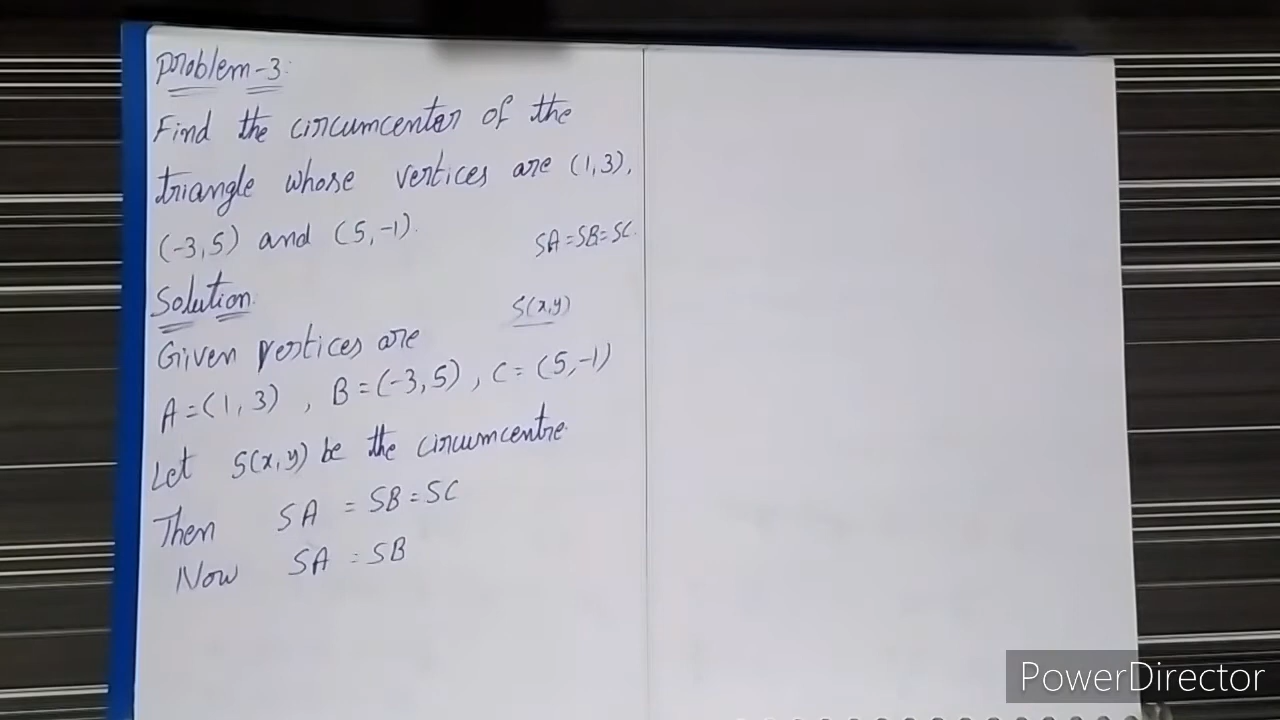 Problem-3:
Find the circumcenter of the
triangle whose vertices are (1,3),
(-3,5) and (5,-1).
SA=SB=SC.
Solution:
S(x,y)
Given vertices are
A=(1,3), B=(-3,5), C=(5,-1)
Let S(x,y) be the circumcentre.
Then SA = SB = SC
Now SA = SB
PowerDirector